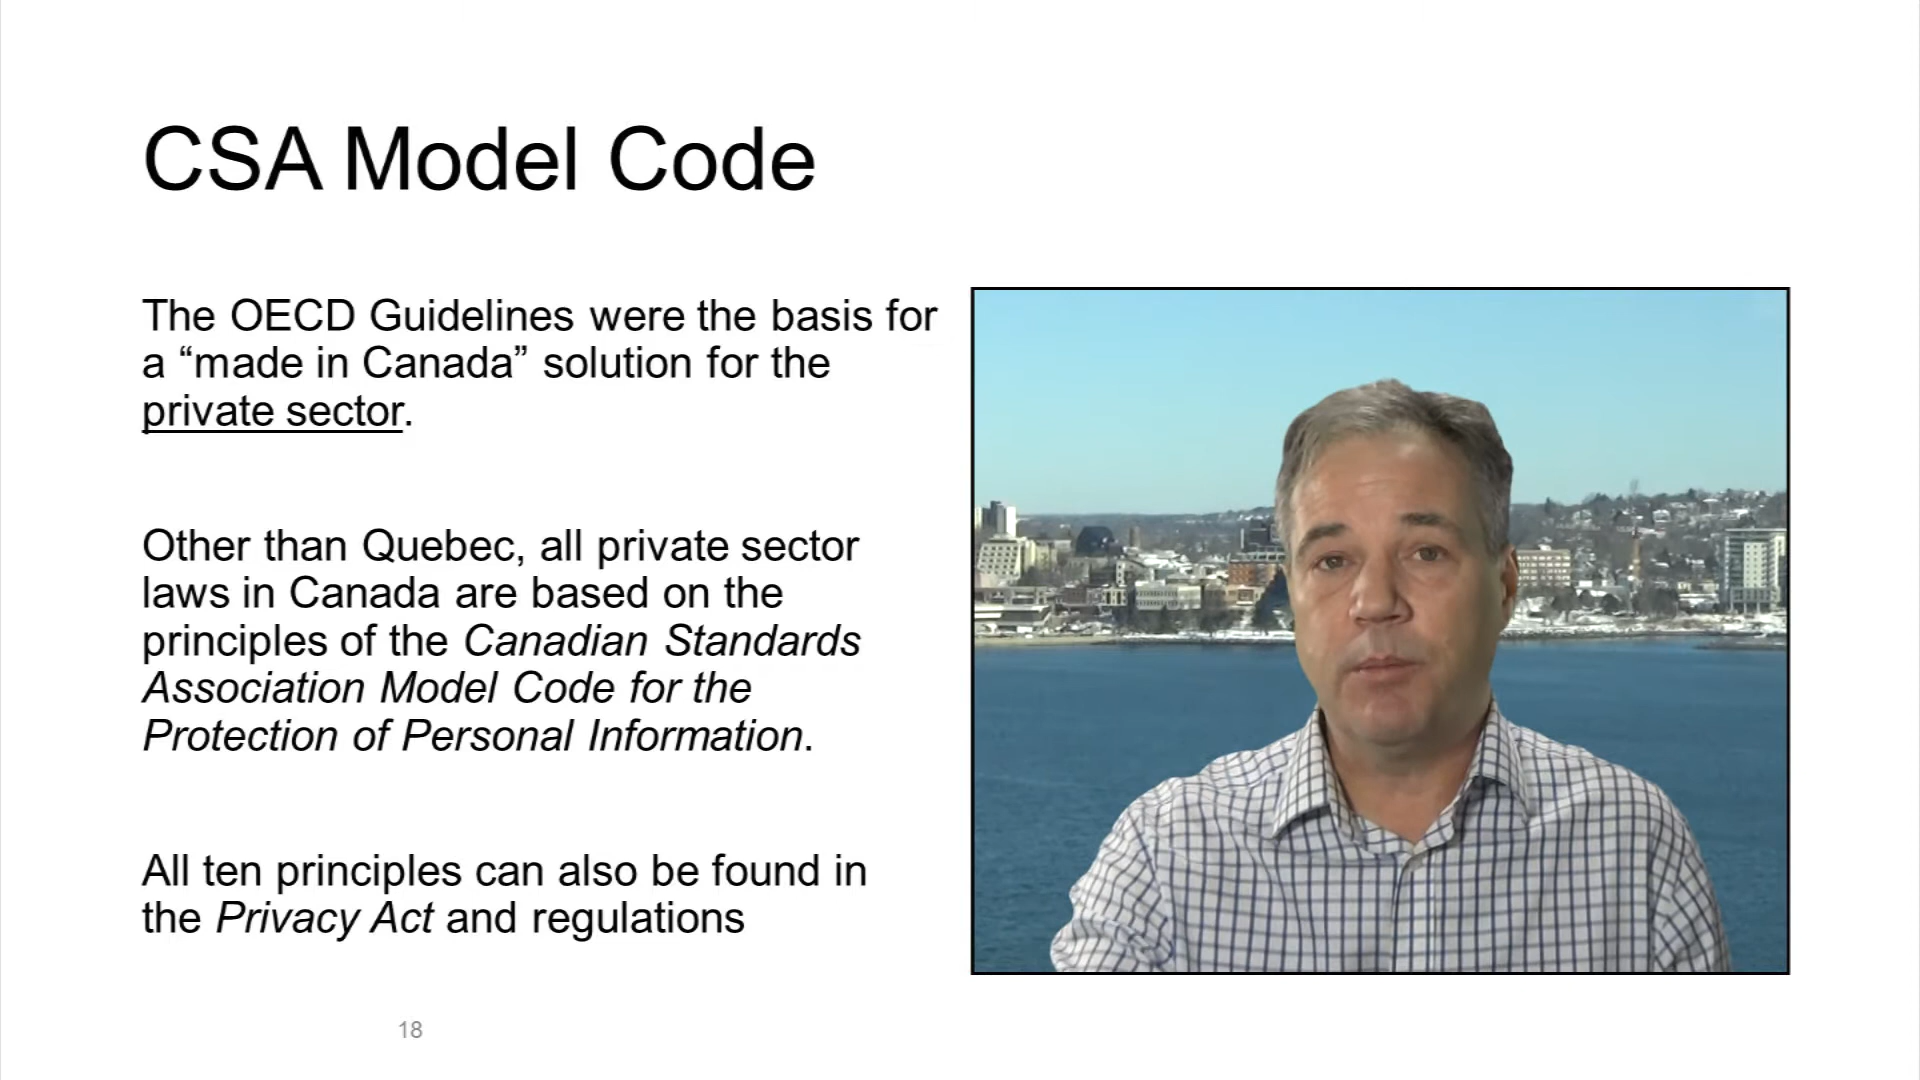 CSA Model Code
The OECD Guidelines were the basis for
a “made in Canada” solution for the
private sector.
Other than Quebec, all private sector
laws in Canada are based on the
principles of the Canadian Standards
Association Model Code for the
Protection of Personal Information.
All ten principles can also be found in
the Privacy Act and regulations
18